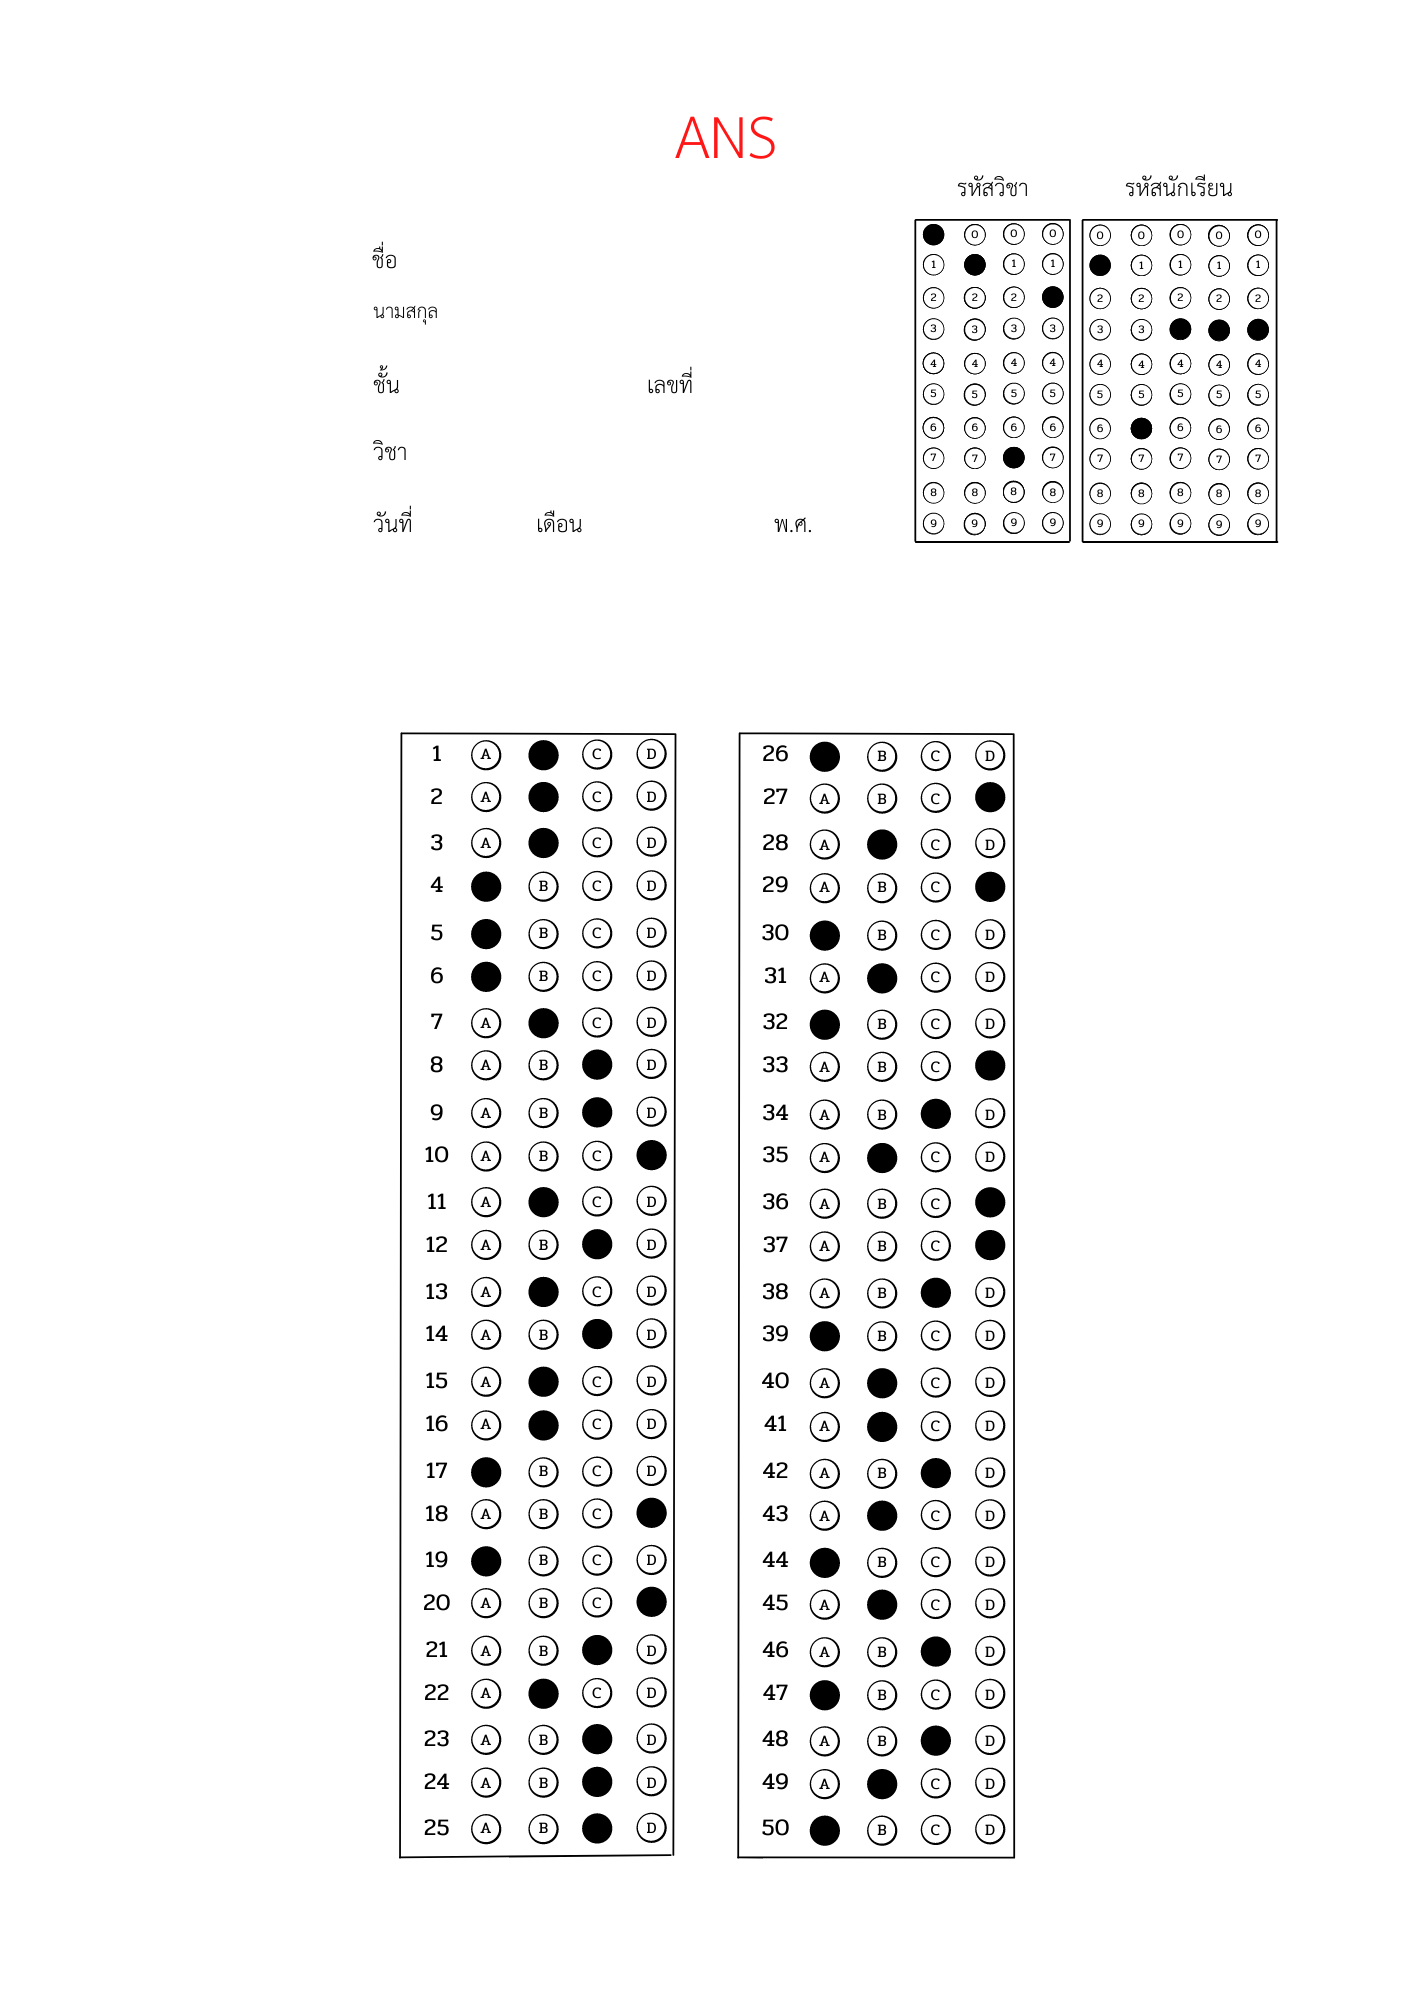 ANS
รหัสวิชา รหัสนักเรียน
0 0 0 0 0 0 0 0
ชื่อ 1 1 1 1 1 1 1
2 2 2 2 2 2 2 2
นามสกุล
3 3 3 3 3 3
4 4 4 4 4 4 4 4 4
ชั้น เลขที่ 5 5 5 5 5 5 5 5 5
6 6 6 6 6 6 6 6
วิชา 7 7 7 7 7 7 7 7
8 8 8 8 8 8 8 8 8
วันที่ เดือน พ.ศ. 9 9 9 9 9 9 9 9 9
1 A C D 26 B C D
2 A C D 27 A B C
3 A C D 28 A C D
4 B C D 29 A B C
5 B C D 30 B C D
6 B C D 31 A C D
7 A C D 32 B C D
8 A B D 33 A B C
9 A B D 34 A B D
10 A B C 35 A C D
11 A C D 36 A B C
12 A B D 37 A B C
13 A C D 38 A B D
14 A B D 39 B C D
15 A C D 40 A C D
16 A C D 41 A C D
17 B C D 42 A B D
18 A B C 43 A C D
19 B C D 44 B C D
20 A B C 45 A C D
21 A B D 46 A B D
22 A C D 47 B C D
23 A B D 48 A B D
24 A B D 49 A C D
25 A B D 50 B C D